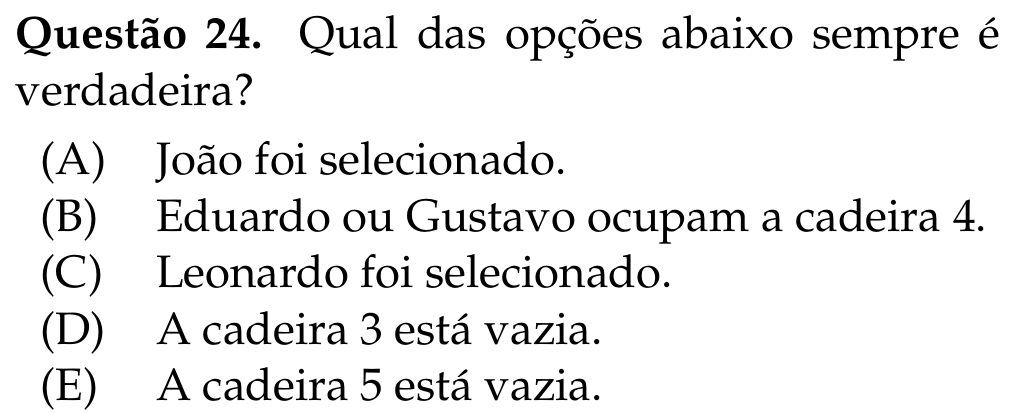 Questão 24. Qual das opções abaixo sempre é
verdadeira?
(A) João foi selecionado.
(B) Eduardo ou Gustavo ocupam a cadeira 4.
(C) Leonardo foi selecionado.
(D) A cadeira 3 está vazia.
(E) A cadeira 5 está vazia.